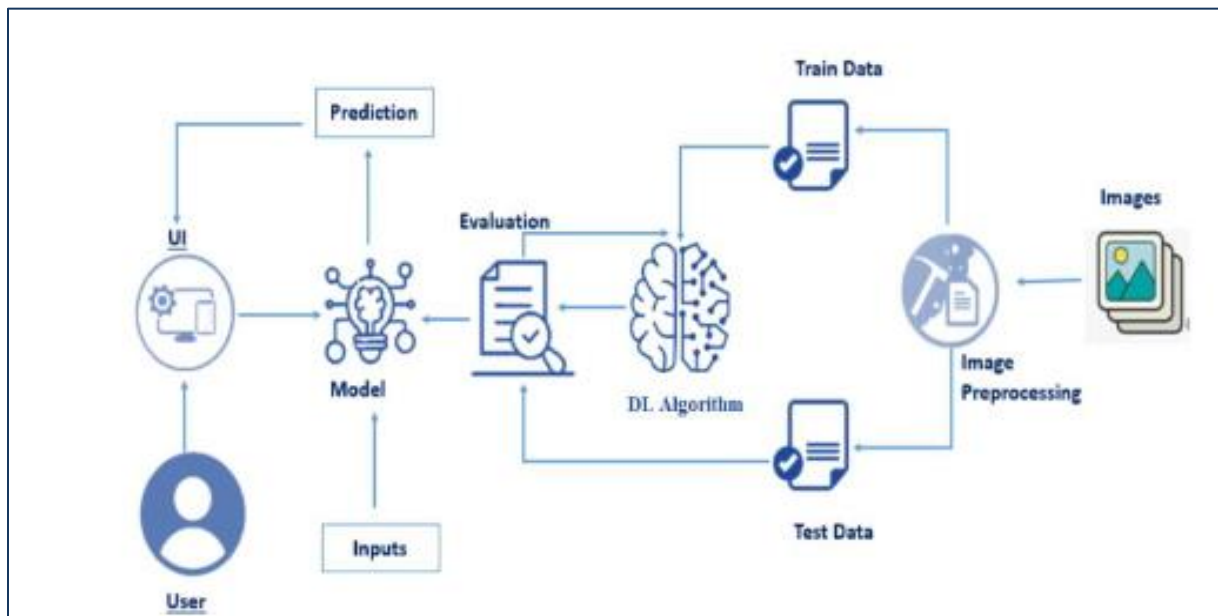 Train Data
Prediction
Images
Evaluation
UI
Image
Preprocessing
Model
DL Algorithm
Test Data
Inputs
User